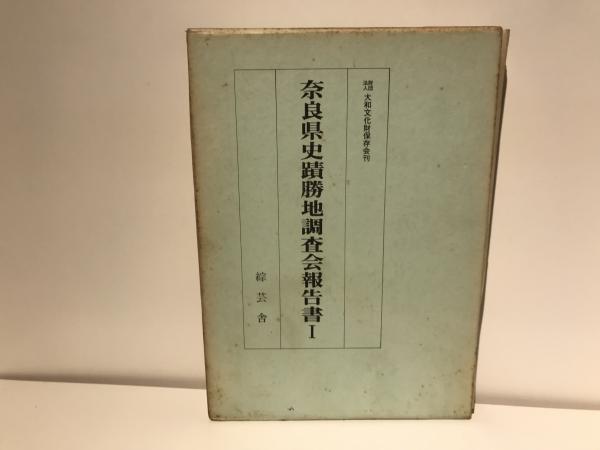 財団法人 大和文化財保存会刊
奈良県史蹟勝地調査会報告書 I
綜芸舎